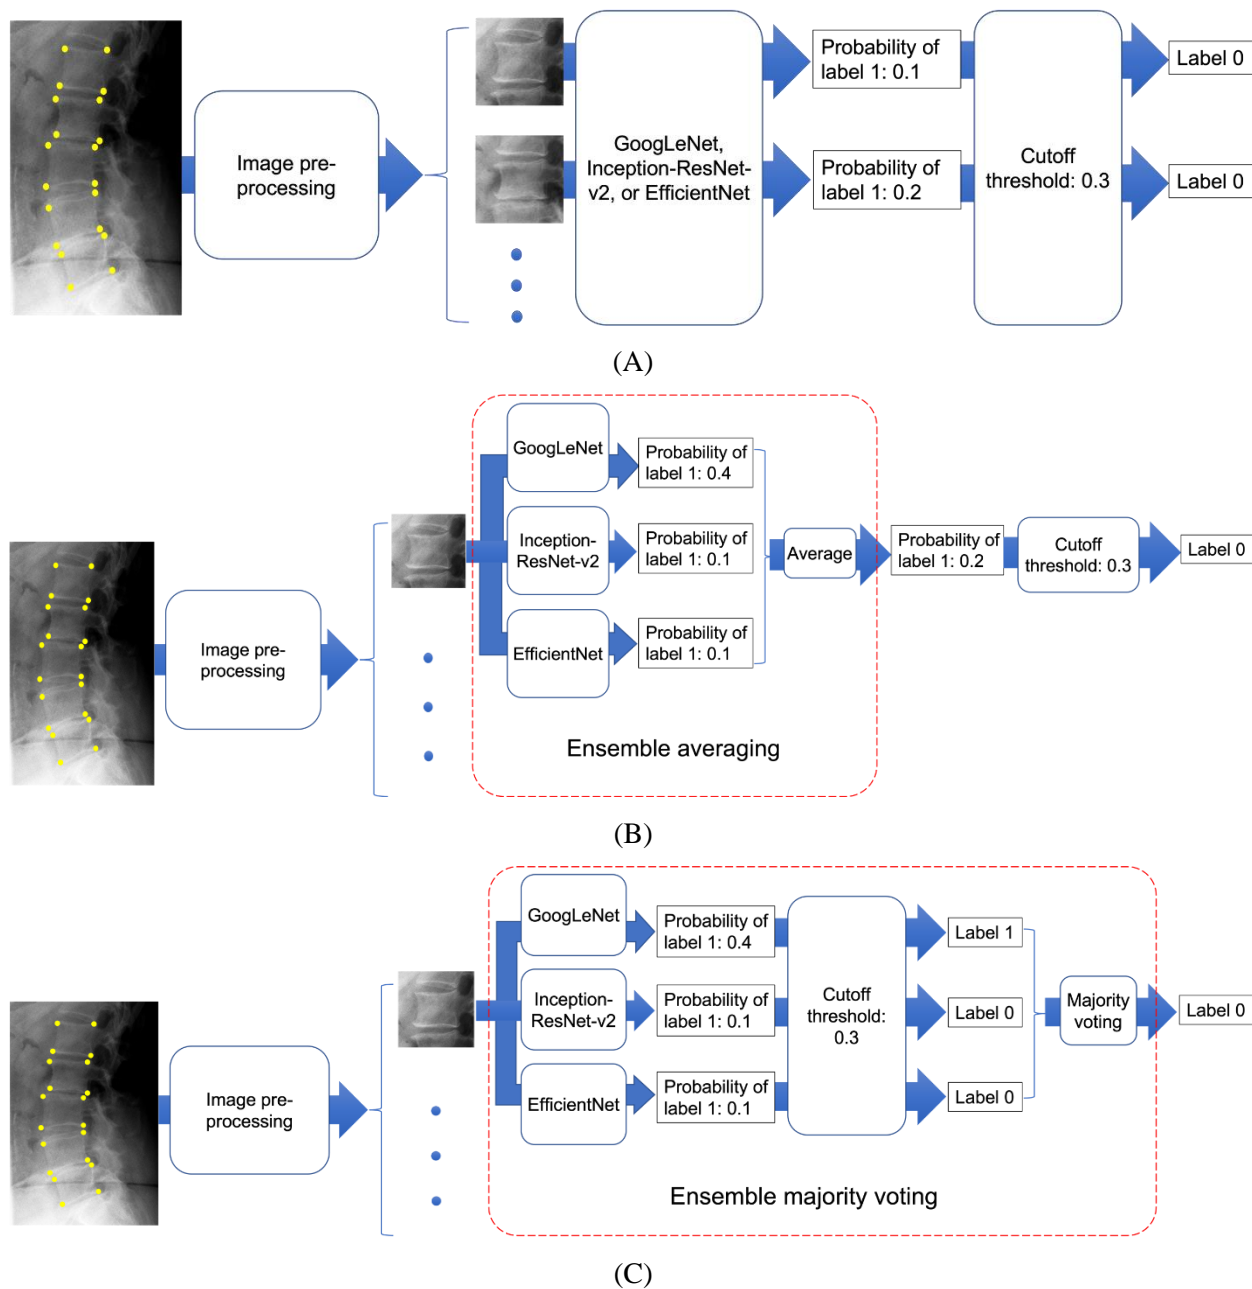 Image pre-
processing
GoogLeNet,
Inception-ResNet-
v2, or EfficientNet
Probability of
label 1: 0.1
Probability of
label 1: 0.2
Cutoff
threshold: 0.3
Label 0
Label 0
(A)
Image pre-
processing
GoogLeNet
Inception-
ResNet-v2
EfficientNet
Probability of
label 1: 0.4
Probability of
label 1: 0.1
Probability of
label 1: 0.1
Average
Probability of
label 1: 0.2
Cutoff
threshold: 0.3
Label 0
Ensemble averaging
(B)
Image pre-
processing
GoogLeNet
Inception-
ResNet-v2
EfficientNet
Probability of
label 1: 0.4
Probability of
label 1: 0.1
Probability of
label 1: 0.1
Cutoff
threshold:
0.3
Label 1
Label 0
Label 0
Majority
voting
Label 0
Ensemble majority voting
(C)